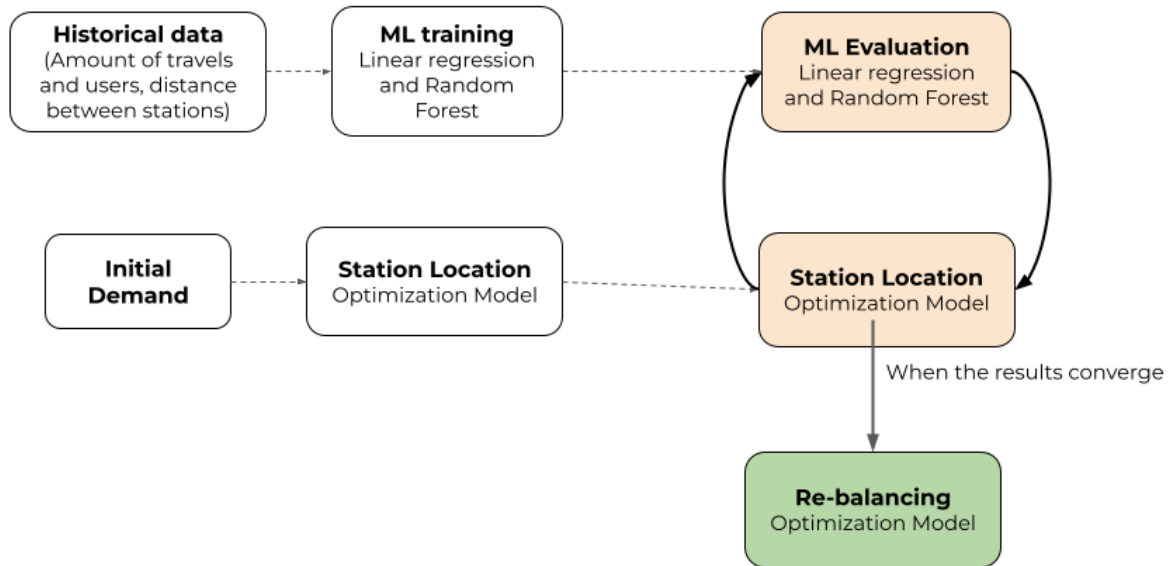 Historical data
(Amount of travels
and users, distance
between stations)
ML training
Linear regression
and Random
Forest
ML Evaluation
Linear regression
and Random Forest
Initial
Demand
Station Location
Optimization Model
Station Location
Optimization Model
When the results converge
Re-balancing
Optimization Model